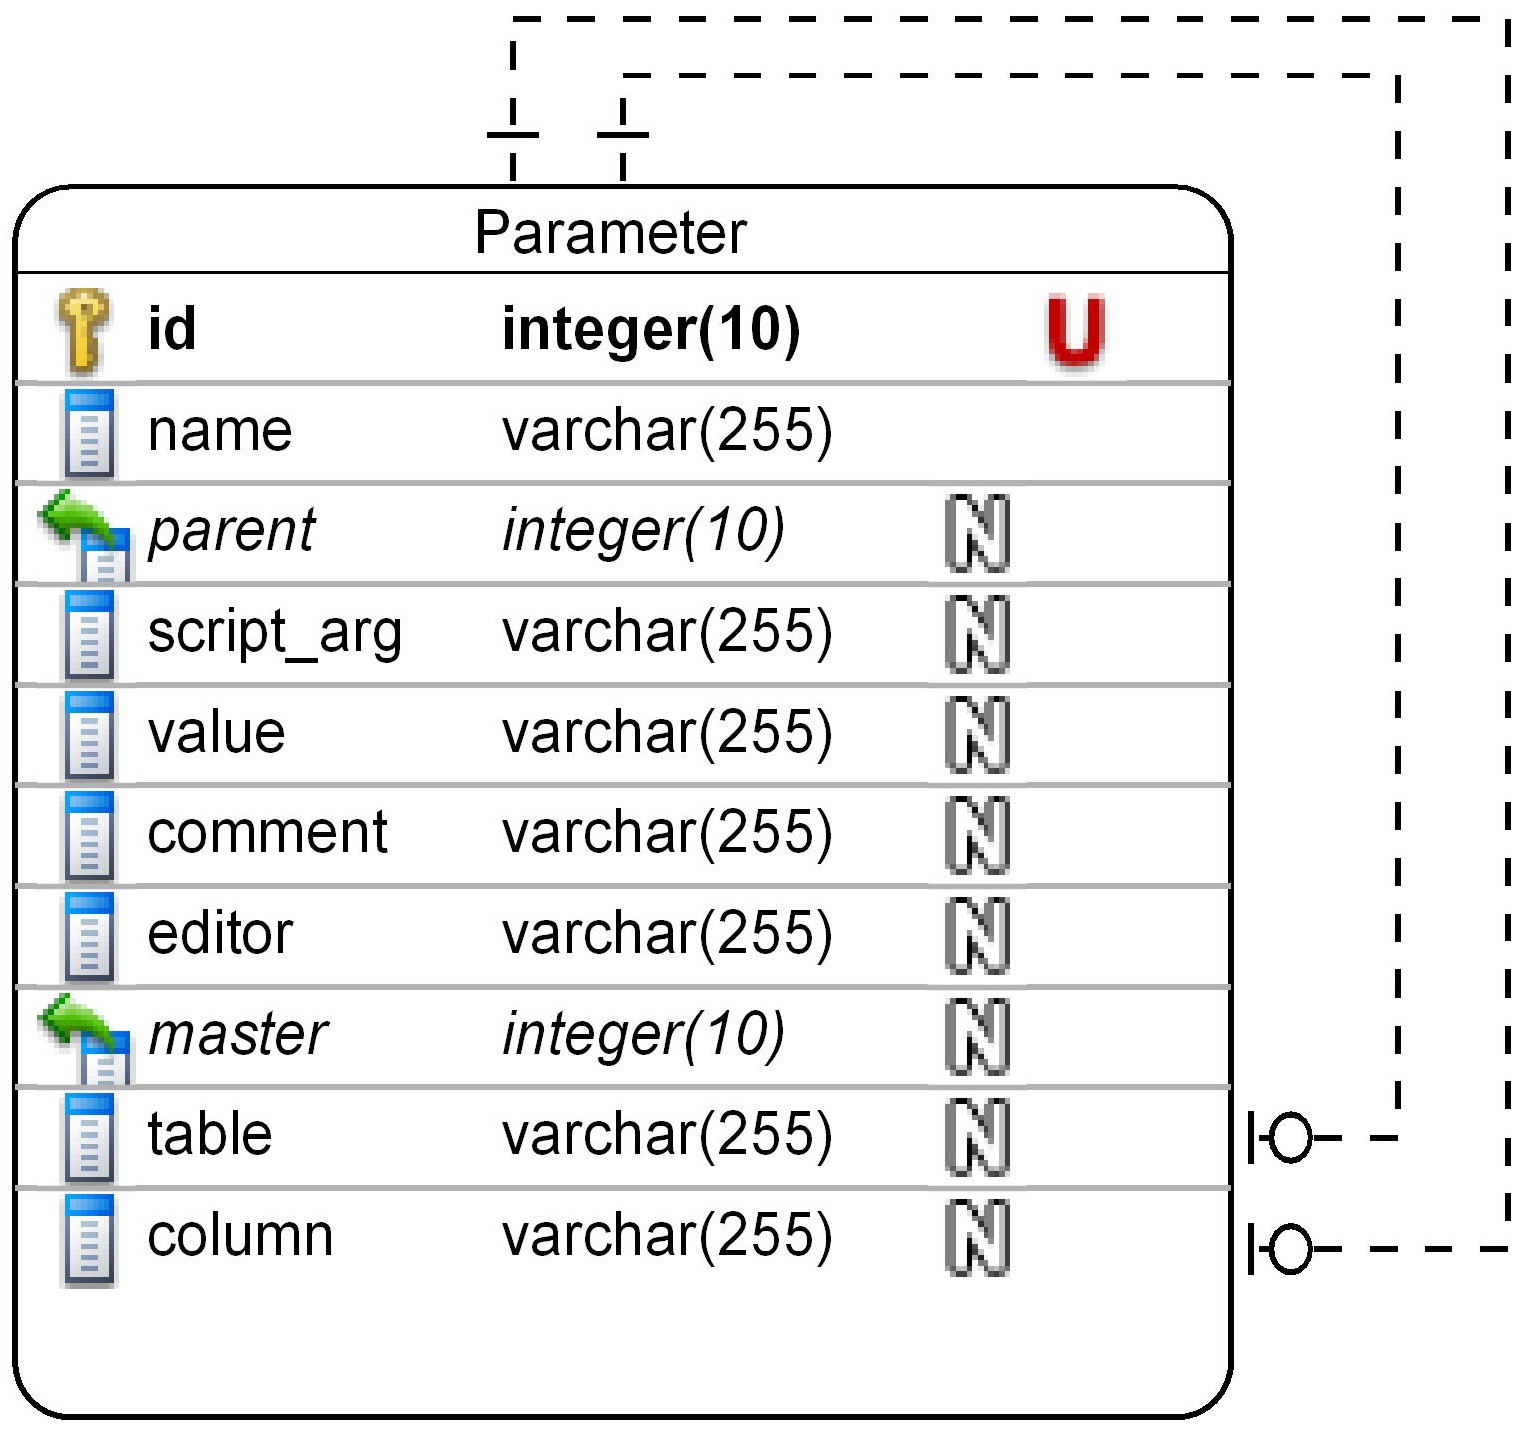 Parameter
id integer(10) U
name varchar(255)
parent integer(10) N
script_arg varchar(255) N
value varchar(255) N
comment varchar(255) N
editor varchar(255) N
master integer(10) N
table varchar(255) N
column varchar(255) N